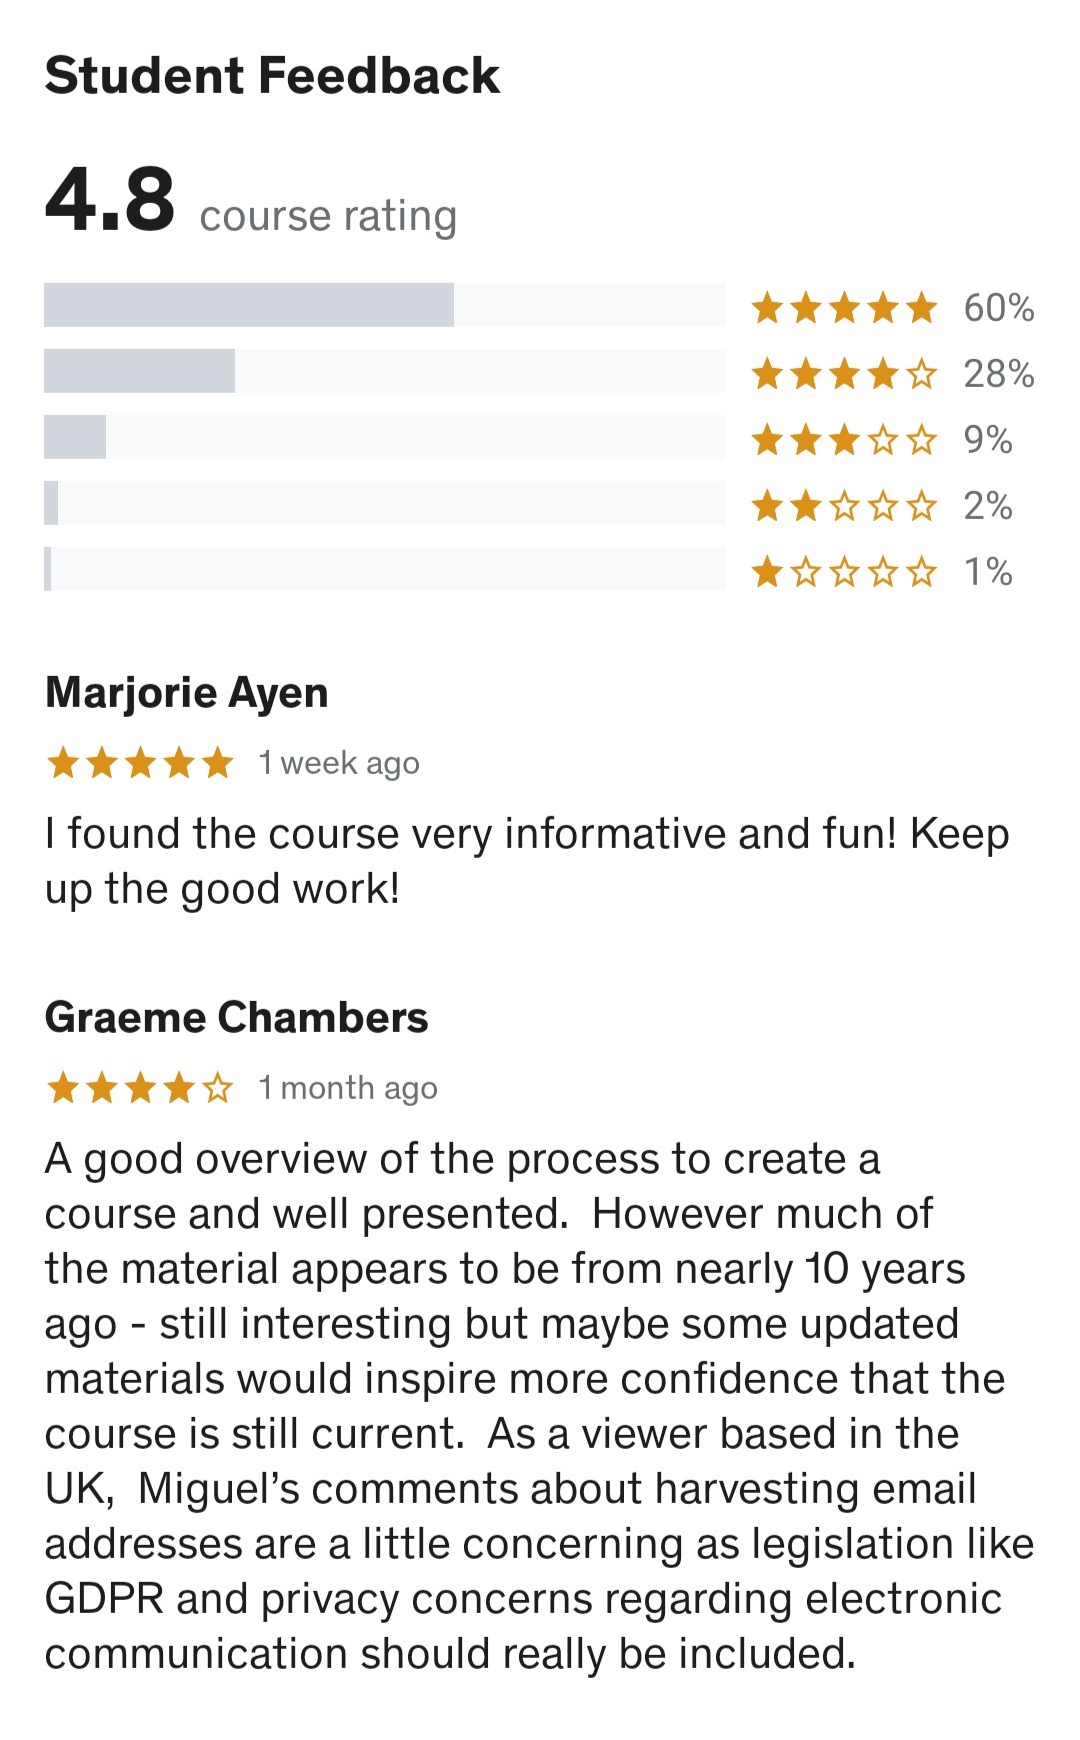 Student Feedback
4.8 course rating
60%
28%
9%
2%
1%
Marjorie Ayen
1 week ago
I found the course very informative and fun! Keep
up the good work!
Graeme Chambers
1 month ago
A good overview of the process to create a
course and well presented.  However much of
the material appears to be from nearly 10 years
ago - still interesting but maybe some updated
materials would inspire more confidence that the
course is still current.  As a viewer based in the
UK,  Miguel’s comments about harvesting email
addresses are a little concerning as legislation like
GDPR and privacy concerns regarding electronic
communication should really be included.